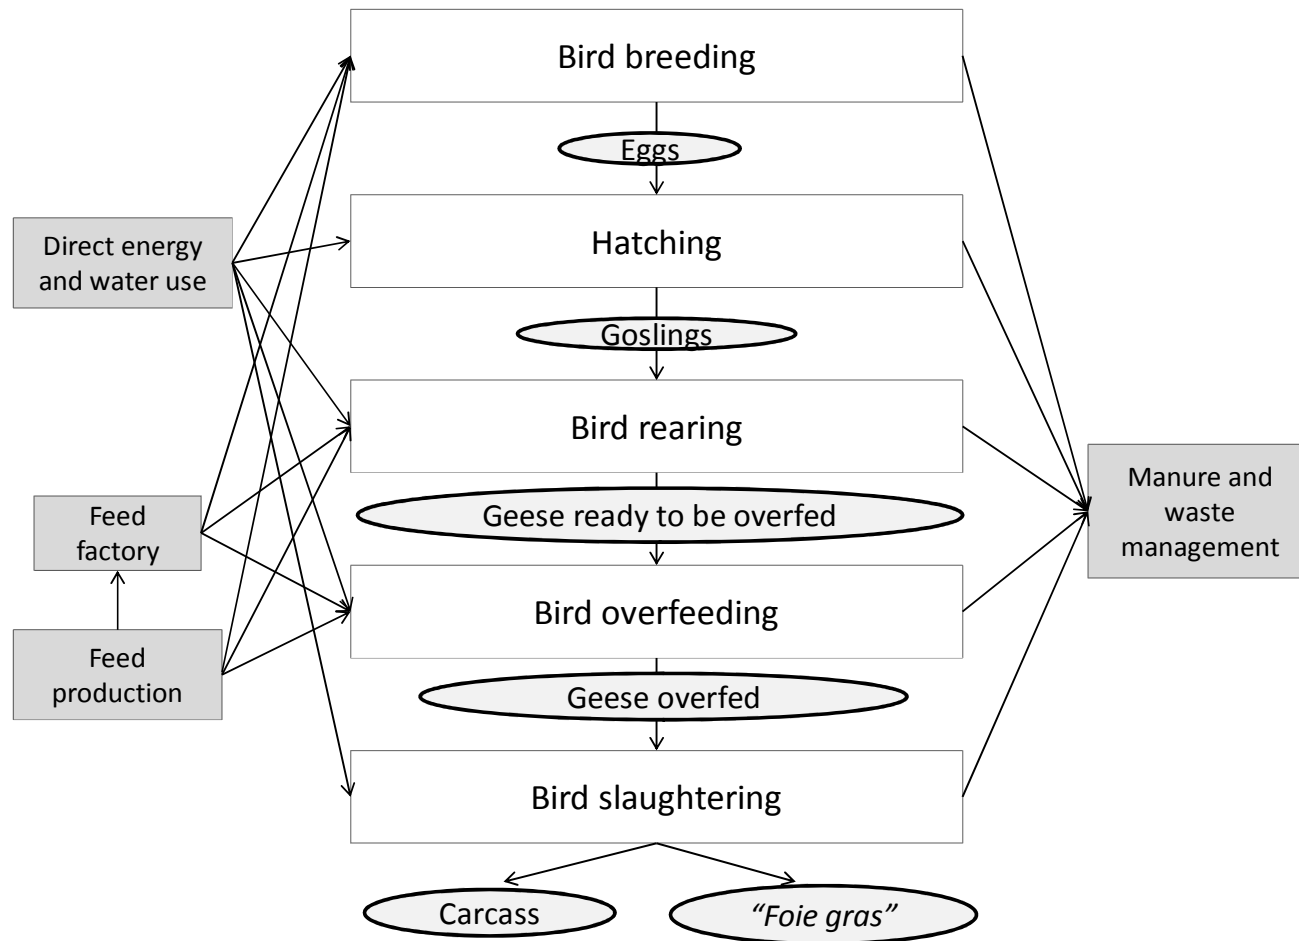 Bird breeding
Eggs
Direct energy
and water use
Hatching
Goslings
Bird rearing
Geese ready to be overfed
Manure and
waste
management
Feed
factory
Bird overfeeding
Feed
production
Geese overfed
Bird slaughtering
Carcass
“Foie gras”